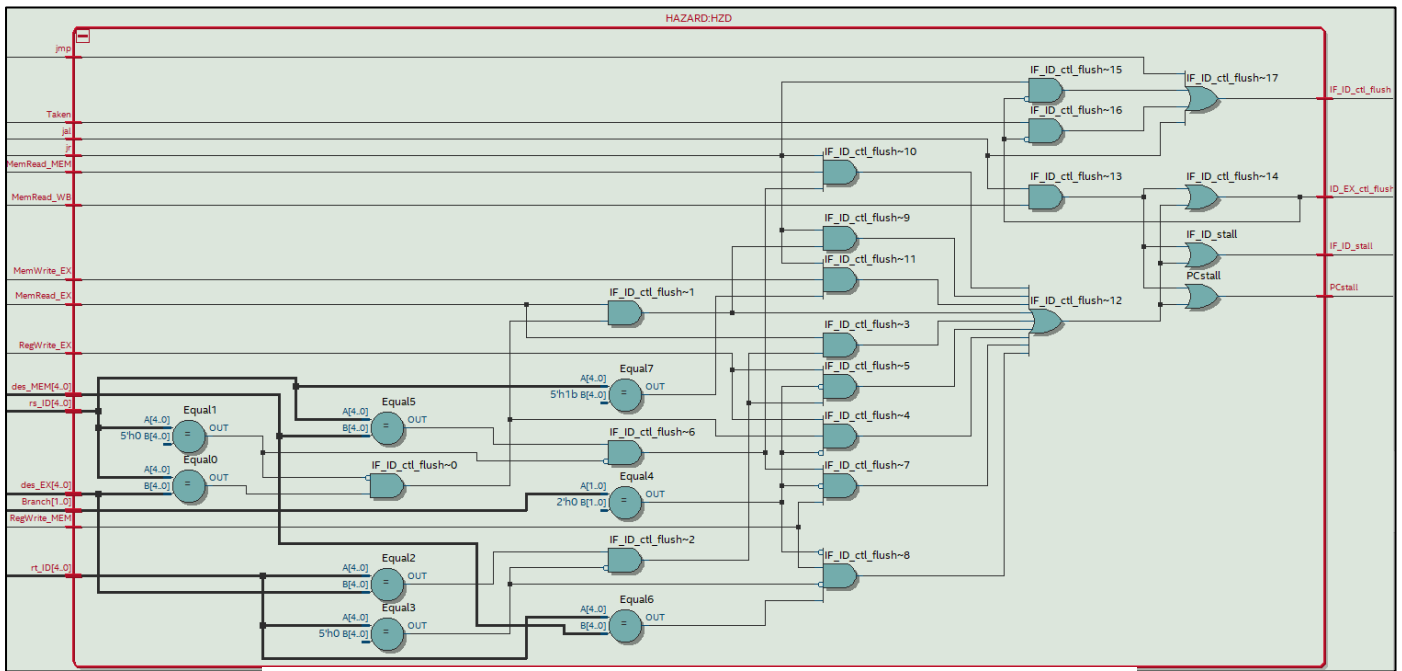 HAZARD:HZD
jmp
Taken
jal
jr
MemRead_MEM
MemRead_WB
MemWrite_EX
MemRead_EX
RegWrite_EX
des_MEM[4..0]
rs_ID[4..0]
des_EX[4..0]
Branch[1..0]
RegWrite_MEM
rt_ID[4..0]
Equal1
A[4..0]
5'h0 B[4..0]
=
OUT
Equal0
A[4..0]
B[4..0]
=
OUT
Equal5
A[4..0]
B[4..0]
=
OUT
IF_ID_ctl_flush~0
Equal2
A[4..0]
B[4..0]
=
OUT
Equal3
A[4..0]
5'h0 B[4..0]
=
OUT
IF_ID_ctl_flush~1
Equal7
A[4..0]
5'h1b B[4..0]
=
OUT
IF_ID_ctl_flush~6
Equal4
A[1..0]
2'h0 B[1..0]
=
OUT
IF_ID_ctl_flush~2
Equal6
A[4..0]
B[4..0]
=
OUT
IF_ID_ctl_flush~10
IF_ID_ctl_flush~9
IF_ID_ctl_flush~11
IF_ID_ctl_flush~3
IF_ID_ctl_flush~5
IF_ID_ctl_flush~4
IF_ID_ctl_flush~7
IF_ID_ctl_flush~8
IF_ID_ctl_flush~15
IF_ID_ctl_flush~16
IF_ID_ctl_flush~13
IF_ID_ctl_flush~12
IF_ID_ctl_flush~17
IF_ID_ctl_flush~14
IF_ID_stall
PCstall
IF_ID_ctl_flush
ID_EX_ctl_flush
IF_ID_stall
PCstall